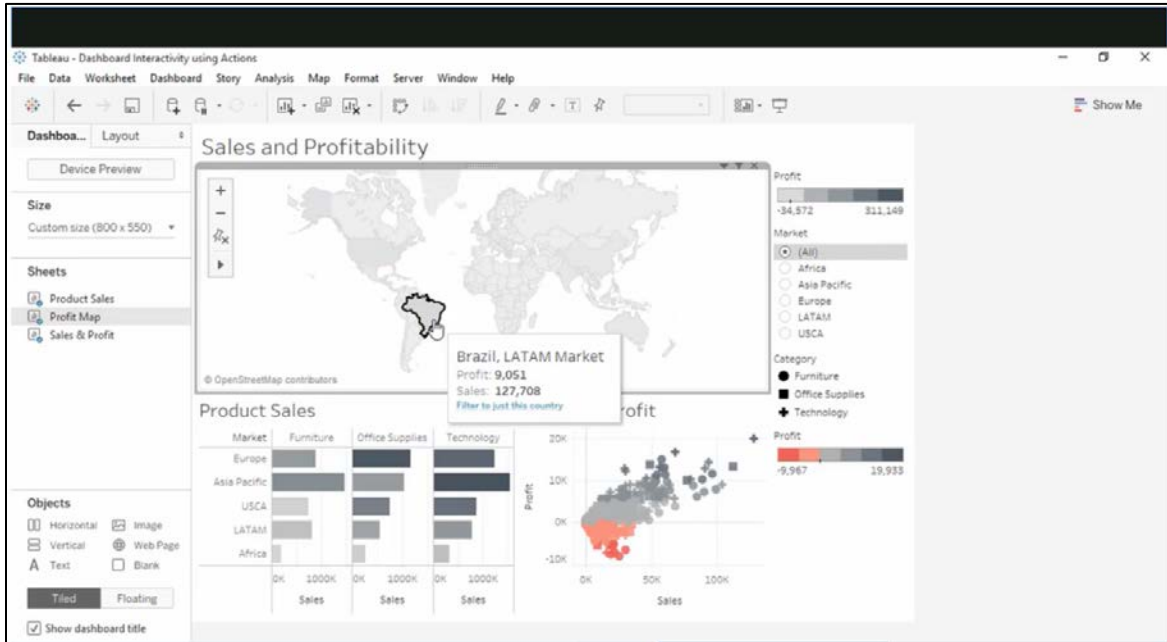 Tableau - Dashboard Interactivity using Actions
File Data Worksheet Dashboard Story Analysis Map Format Server Window Help
Show Me
Dashboa... Layout
Device Preview
Size
Custom size (800 x 550)
Sheets
Product Sales
Profit Map
Sales & Profit
Objects
Horizontal Image
Vertical Web Page
A Text Blank
Tiled Floating
Show dashboard title
Sales and Profitability
© OpenStreetMap contributors
Brazil, LATAM Market
Profit: 9,051
Sales: 127,708
Filter to just this country
Profit
-34,572 311,149
Market
(All)
Africa
Asia Pacific
Europe
LATAM
USCA
Category
Furniture
Office Supplies
Technology
Profit
-9,967 19,933
Product Sales
Market Furniture Office Supplies Technology
Europe
Asia Pacific
USCA
LATAM
Africa
0K 1000K 0K 1000K 0K 1000K
Sales Sales Sales
rofit
Profit
20K
10K
0K
-10K
0K 50K 100K
Sales